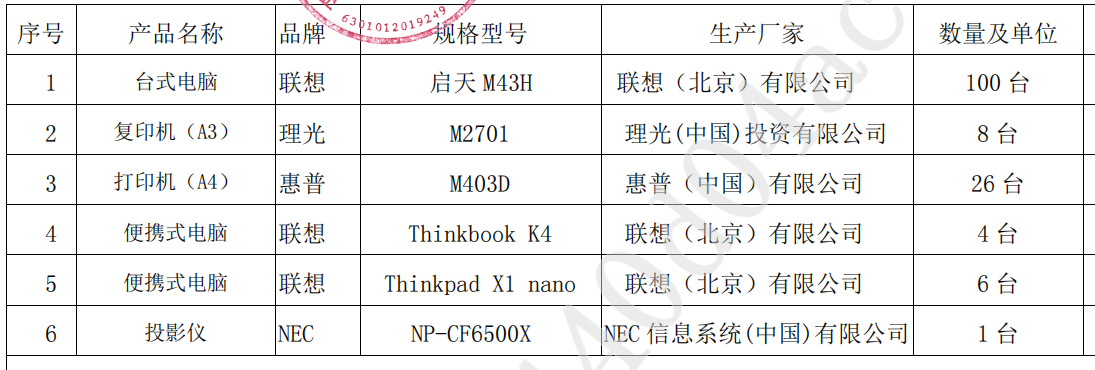 6301012019249
序号 产品名称 品牌 规格型号 生产厂家 数量及单位
1 台式电脑 联想 启天 M43H 联想（北京）有限公司 100 台
2 复印机（A3） 理光 M2701 理光(中国)投资有限公司 8 台
3 打印机（A4） 惠普 M403D 惠普（中国）有限公司 26 台
4 便携式电脑 联想 Thinkbook K4 联想（北京）有限公司 4 台
5 便携式电脑 联想 Thinkpad X1 nano 联想（北京）有限公司 6 台
6 投影仪 NEC NP-CF6500X NEC 信息系统(中国)有限公司 1 台
40d04ac